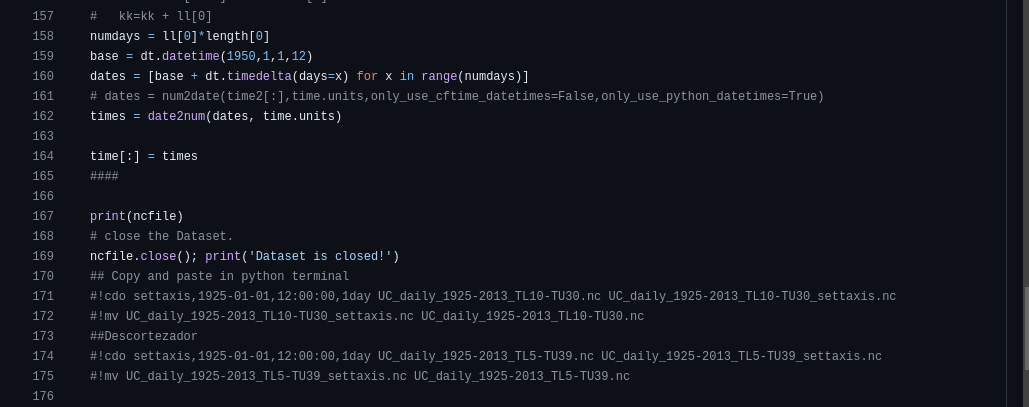 157 #   kk=kk + ll[0]
158 numdays = ll[0]*length[0]
159 base = dt.datetime(1950,1,1,12)
160 dates = [base + dt.timedelta(days=x) for x in range(numdays)]
161 # dates = num2date(time2[:],time.units,only_use_cftime_datetimes=False,only_use_python_datetimes=True)
162 times = date2num(dates, time.units)
163
164 time[:] = times
165 ####
166
167 print(ncfile)
168 # close the Dataset.
169 ncfile.close(); print('Dataset is closed!')
170 ## Copy and paste in python terminal
171 #!cdo settaxis,1925-01-01,12:00:00,1day UC_daily_1925-2013_TL10-TU30.nc UC_daily_1925-2013_TL10-TU30_settaxis.nc
172 #!mv UC_daily_1925-2013_TL10-TU30_settaxis.nc UC_daily_1925-2013_TL10-TU30.nc
173 ##Descortezador
174 #!cdo settaxis,1925-01-01,12:00:00,1day UC_daily_1925-2013_TL5-TU39.nc UC_daily_1925-2013_TL5-TU39_settaxis.nc
175 #!mv UC_daily_1925-2013_TL5-TU39_settaxis.nc UC_daily_1925-2013_TL5-TU39.nc
176